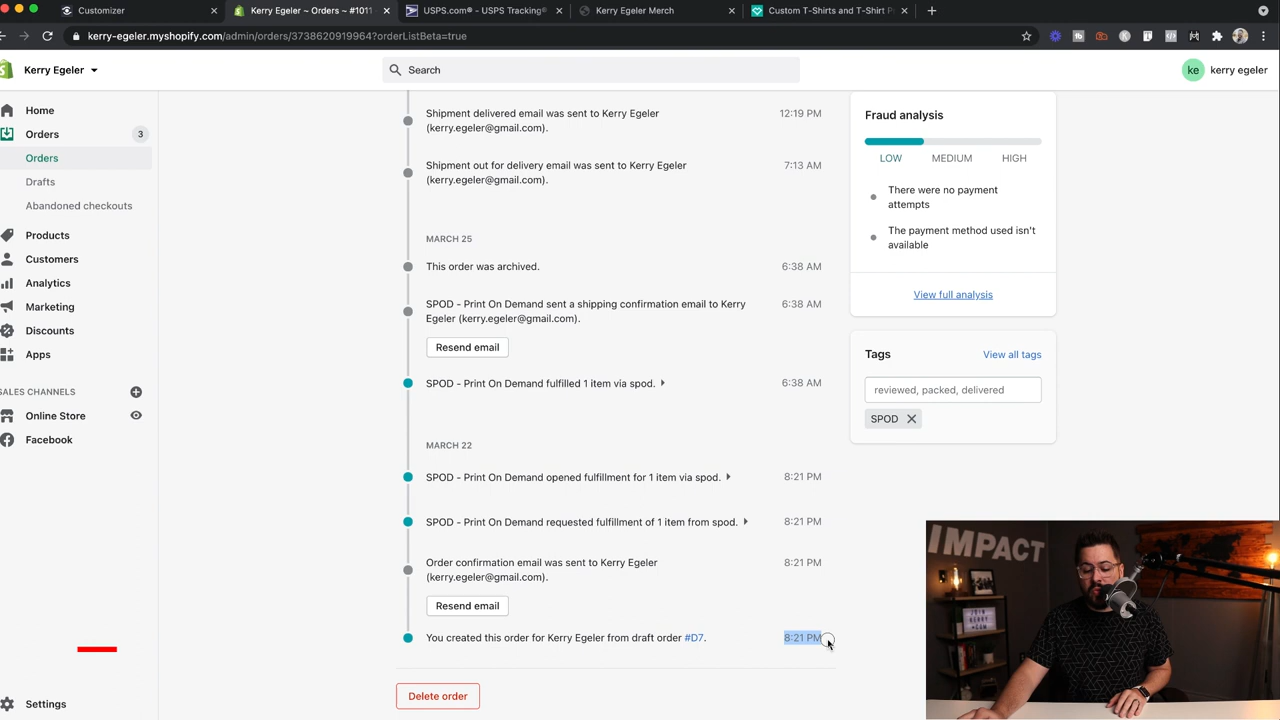 Customizer
Kerry Egeler ~ Orders ~ #1011
USPS.com® - USPS Tracking®
Kerry Egeler Merch
Custom T-Shirts and T-Shirt P
kerry-egeler.myshopify.com/admin/orders/3738620919964?orderListBeta=true
Kerry Egeler
Search
ke
kerry egeler
Home
Orders
3
Orders
Drafts
Abandoned checkouts
Products
Customers
Analytics
Marketing
Discounts
Apps
SALES CHANNELS
Online Store
Facebook
Settings
Shipment delivered email was sent to Kerry Egeler
(kerry.egeler@gmail.com).
12:19 PM
Shipment out for delivery email was sent to Kerry Egeler
(kerry.egeler@gmail.com).
7:13 AM
MARCH 25
This order was archived.
6:38 AM
SPOD - Print On Demand sent a shipping confirmation email to Kerry
Egeler (kerry.egeler@gmail.com).
6:38 AM
Resend email
SPOD - Print On Demand fulfilled 1 item via spod.
6:38 AM
MARCH 22
SPOD - Print On Demand opened fulfillment for 1 item via spod.
8:21 PM
SPOD - Print On Demand requested fulfillment of 1 item from spod.
8:21 PM
Order confirmation email was sent to Kerry Egeler
(kerry.egeler@gmail.com).
8:21 PM
Resend email
You created this order for Kerry Egeler from draft order #D7.
8:21 PM
Delete order
Fraud analysis
LOW
MEDIUM
HIGH
There were no payment
attempts
The payment method used isn't
available
View full analysis
Tags
View all tags
reviewed, packed, delivered
SPOD
IMPACT
JOIN
KERRY
.COM